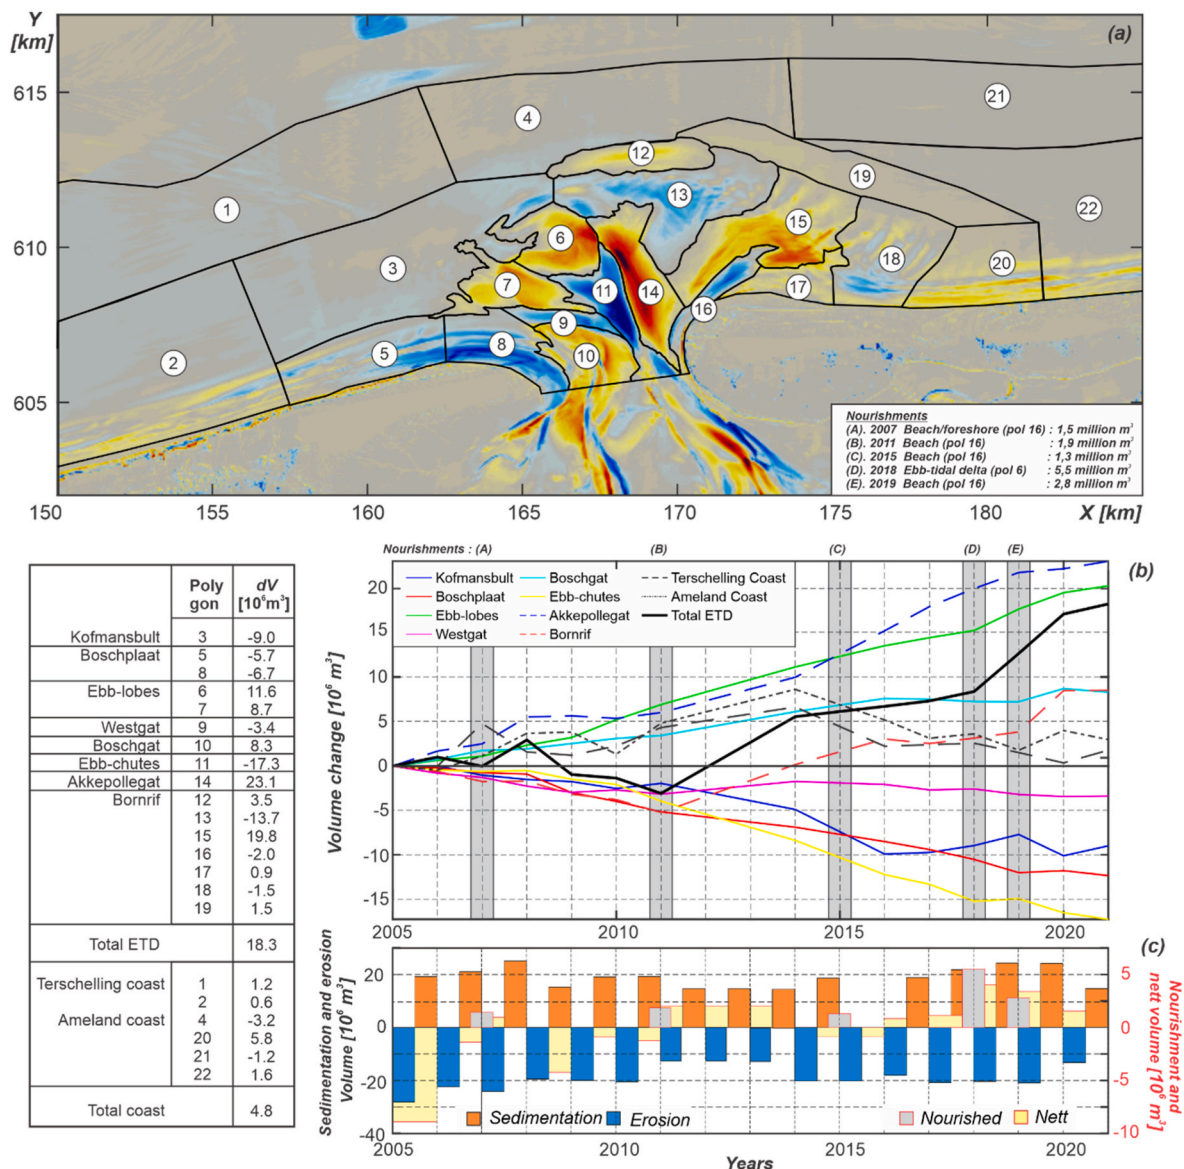 Y
[km]
(a)
615
610
605
1
2
3
4
5
6
7
8
9
10
11
12
13
14
15
16
17
18
19
20
21
22
Nourishments
(A). 2007 Beach/foreshore (pol 16) : 1,5 million m³
(B). 2011 Beach (pol 16) : 1,9 million m³
(C). 2015 Beach (pol 16) : 1,3 million m³
(D). 2018 Ebb-tidal delta (pol 6) : 5,5 million m³
(E). 2019 Beach (pol 16) : 2,8 million m³
150 155 160 165 170 175 180 X [km]
Poly gon dV [10⁶m³]
Kofmansbult 3 -9.0
Boschplaat 5 -5.7
8 -6.7
Ebb-lobes 6 11.6
7 8.7
Westgat 9 -3.4
Boschgat 10 8.3
Ebb-chutes 11 -17.3
Akkepollegat 14 23.1
Bornrif 12 3.5
13 -13.7
15 19.8
16 -2.0
17 0.9
18 -1.5
19 1.5
Total ETD 18.3
Terschelling coast 1 1.2
2 0.6
Ameland coast 4 -3.2
20 5.8
21 -1.2
22 1.6
Total coast 4.8
Nourishments : (A) (B) (C) (D) (E)
(b)
Kofmansbult Boschgat Terschelling Coast
Boschplaat Ebb-chutes Ameland Coast
Ebb-lobes Akkepollegat Total ETD
Westgat Bornrif
Volume change [10⁶ m³]
20
15
10
5
0
-5
-10
-15
2005 2010 2015 2020
(c)
Sedimentation and erosion
Volume [10⁶ m³]
20
0
-20
-40
5
0
-5
-10
Nourishment and
nett volume [10⁶ m³]
Sedimentation Erosion Nourished Nett
2005 2010 2015 2020
Years